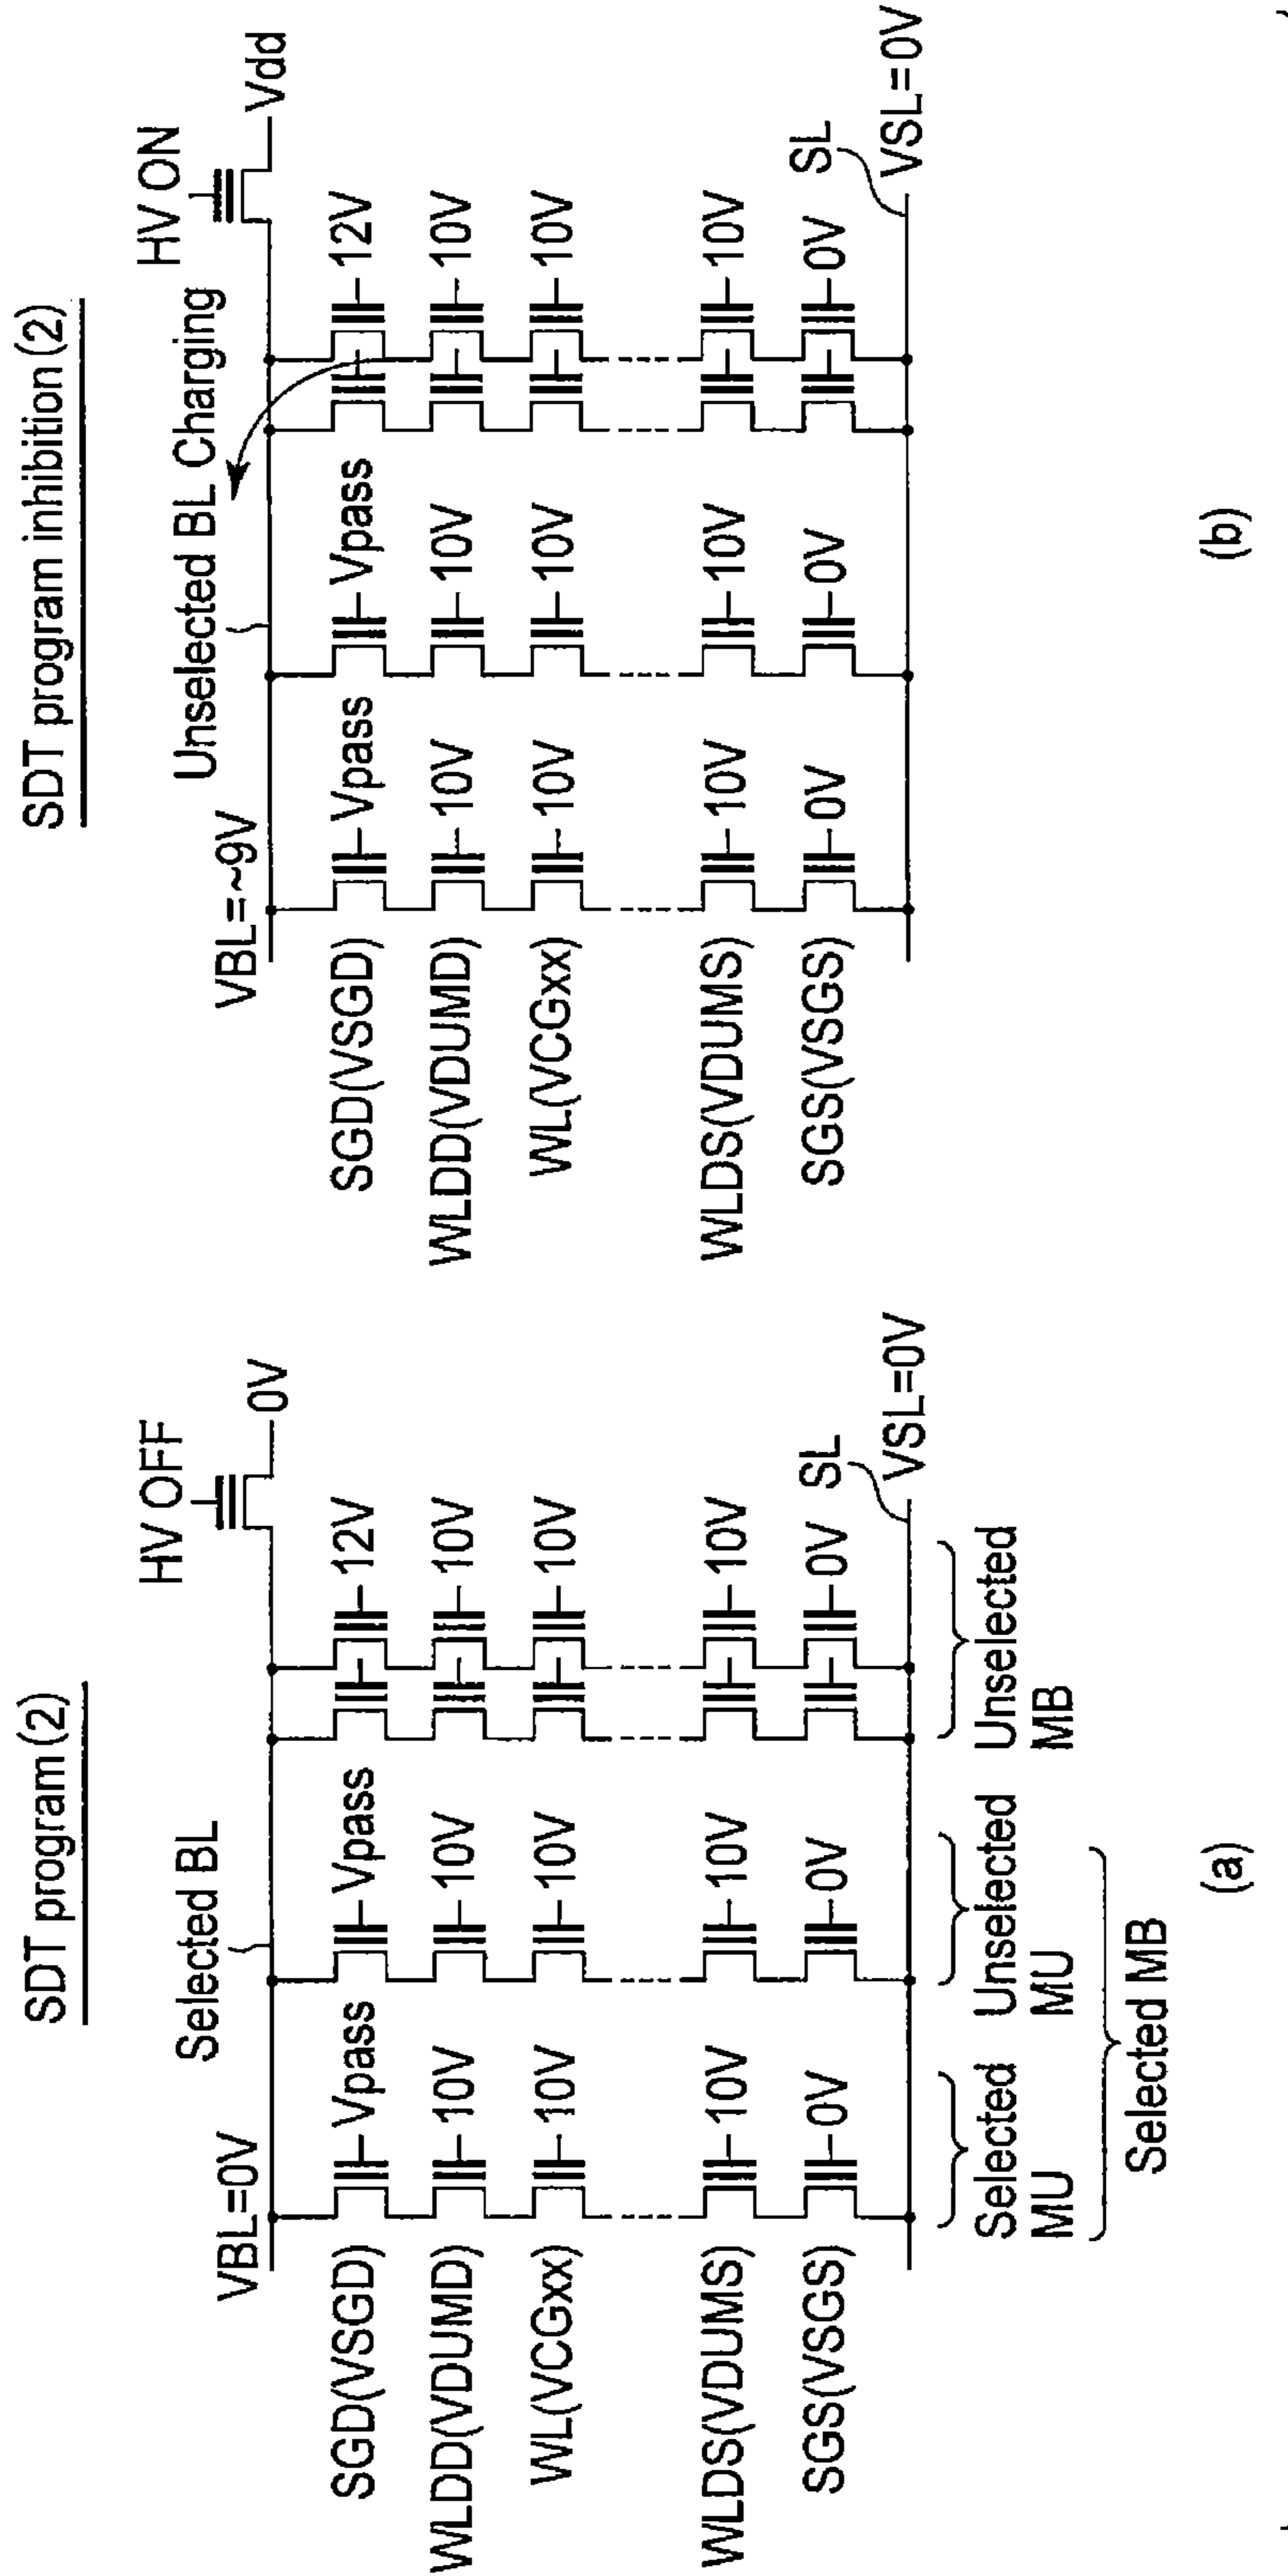 SDT program (2)
HV OFF
VBL=0V
Selected BL
0V
SGD(VSGD)
Vpass
Vpass
12V
WLDD(VDUMD)
10V
10V
10V
WL(VCGxx)
10V
10V
10V
WLDS(VDUMS)
10V
10V
10V
SGS(VSGS)
0V
0V
0V
SL
VSL=0V
Selected
MU
Unselected
MU
Unselected
MB
Selected MB
(a)
SDT program inhibition (2)
HV ON
VBL=~9V
Unselected BL Charging
Vdd
SGD(VSGD)
Vpass
Vpass
12V
WLDD(VDUMD)
10V
10V
10V
WL(VCGxx)
10V
10V
10V
WLDS(VDUMS)
10V
10V
10V
SGS(VSGS)
0V
0V
0V
SL
VSL=0V
(b)